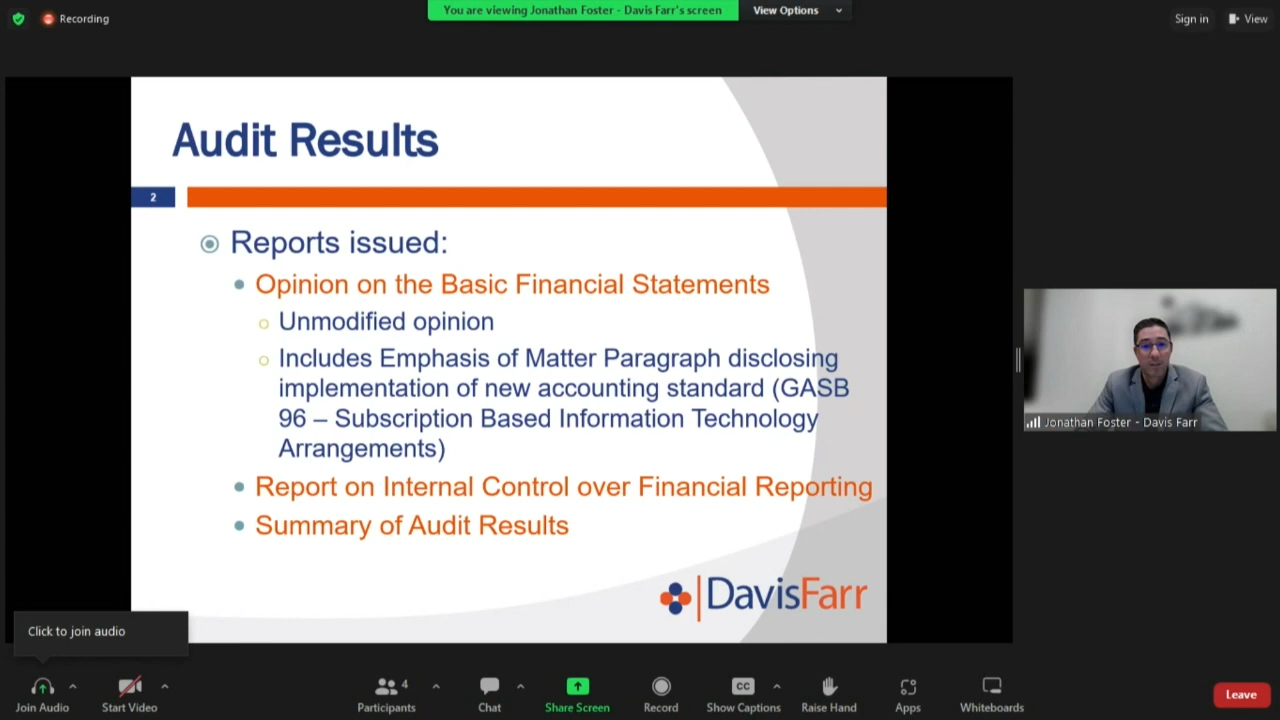 You are viewing Jonathan Foster - Davis Farr's screen
View Options
Recording
Sign in
View
Audit Results
2
Reports issued:
Opinion on the Basic Financial Statements
Unmodified opinion
Includes Emphasis of Matter Paragraph disclosing
implementation of new accounting standard (GASB
96 – Subscription Based Information Technology
Arrangements)
Report on Internal Control over Financial Reporting
Summary of Audit Results
DavisFarr
Jonathan Foster - Davis Farr
Click to join audio
Join Audio
Start Video
Participants
4
Chat
Share Screen
Record
CC
Show Captions
Raise Hand
Apps
Whiteboards
Leave